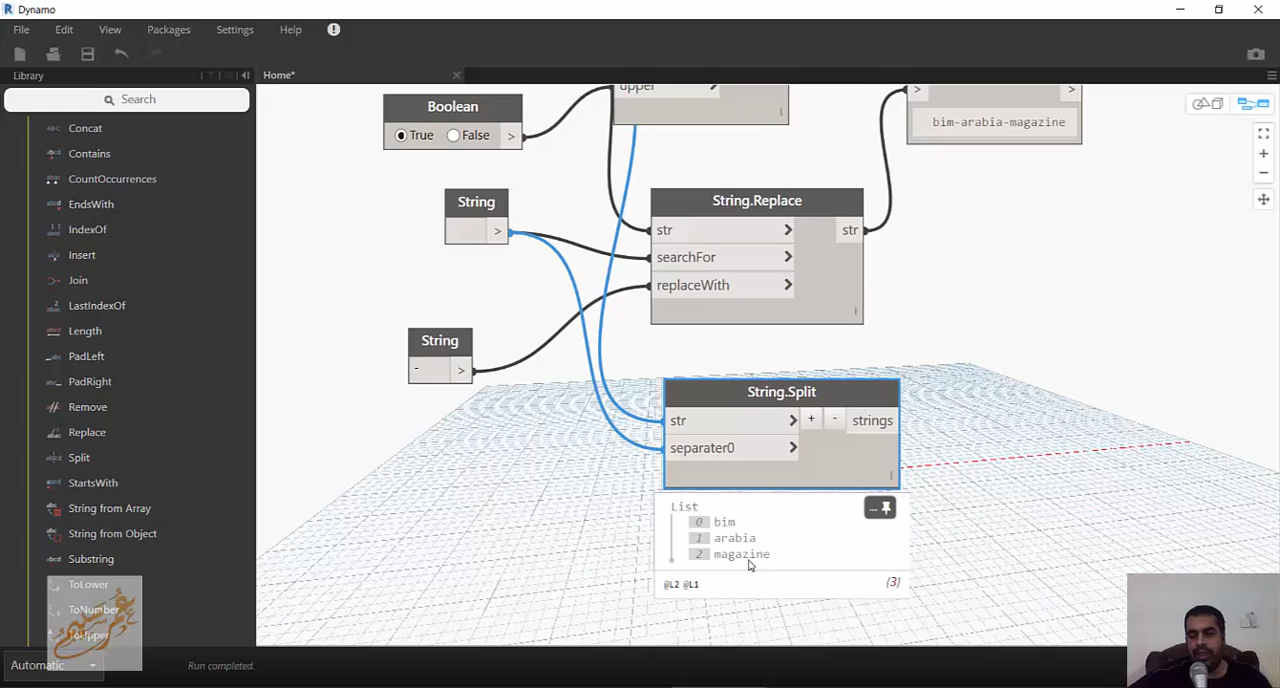 Dynamo
File Edit View Packages Settings Help
Library
Home*
Search
Concat
Contains
CountOccurrences
EndsWith
IndexOf
Insert
Join
LastIndexOf
Length
PadLeft
PadRight
Remove
Replace
Split
StartsWith
String from Array
String from Object
Substring
ToLower
ToNumber
ToUpper
Automatic
Run completed.
upper
Boolean
True False >
> >
bim-arabia-magazine
String
>
String.Replace
str > str
searchFor >
replaceWith >
String
- >
String.Split
str > + - strings
separater0 >
List
0 bim
1 arabia
2 magazine
@L2 @L1 {3}